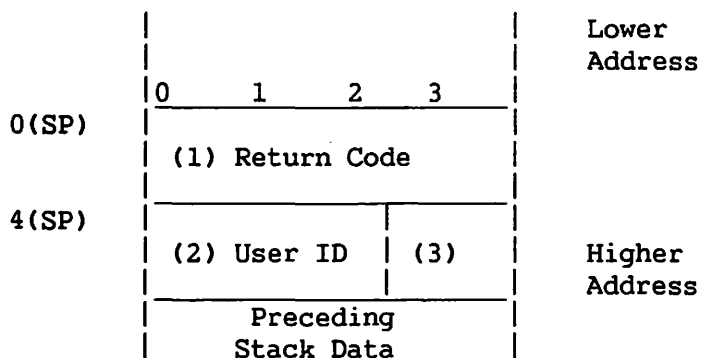 Lower
Address
0 1 2 3
0(SP)
(1) Return Code
4(SP)
(2) User ID (3)
Higher
Address
Preceding
Stack Data